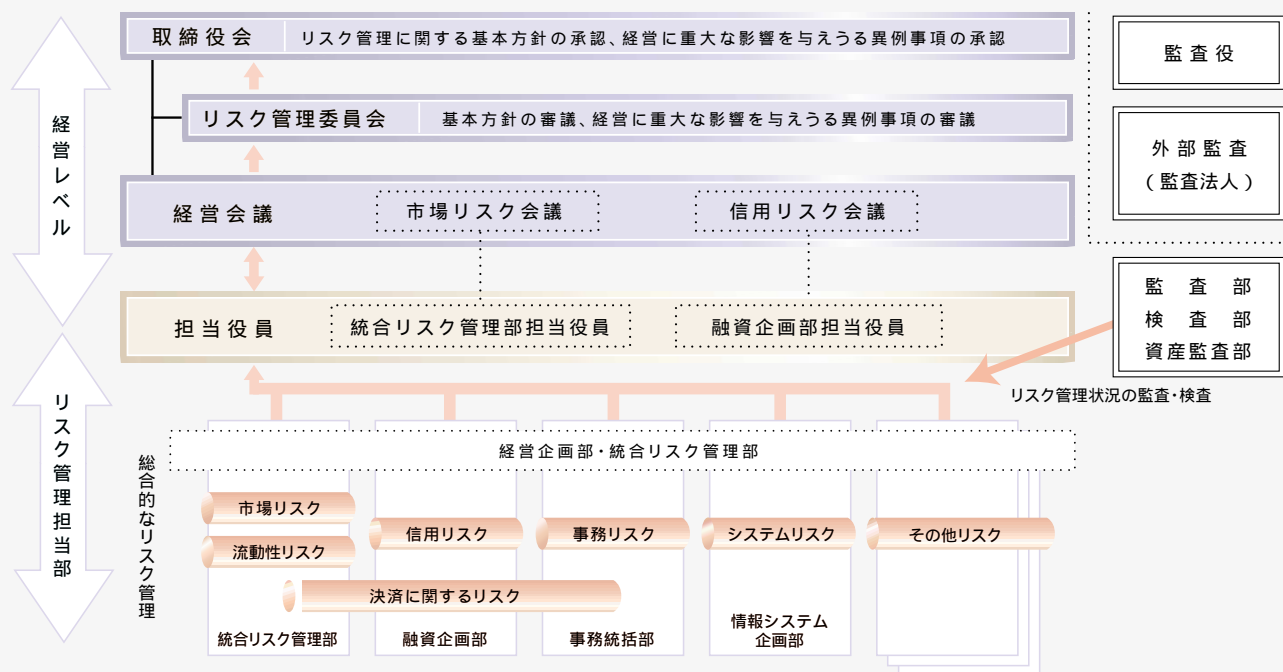 経営レベル
取締役会 リスク管理に関する基本方針の承認、経営に重大な影響を与えうる異例事項の承認
リスク管理委員会 基本方針の審議、経営に重大な影響を与えうる異例事項の審議
経営会議 市場リスク会議 信用リスク会議
監査役
外部監査
(監査法人)
担当役員 統合リスク管理部担当役員 融資企画部担当役員
監査部
検査部
資産監査部
リスク管理状況の監査・検査
リスク管理担当部
総合的なリスク管理
経営企画部・統合リスク管理部
市場リスク
流動性リスク
信用リスク
事務リスク
システムリスク
その他リスク
決済に関するリスク
統合リスク管理部
融資企画部
事務統括部
情報システム
企画部